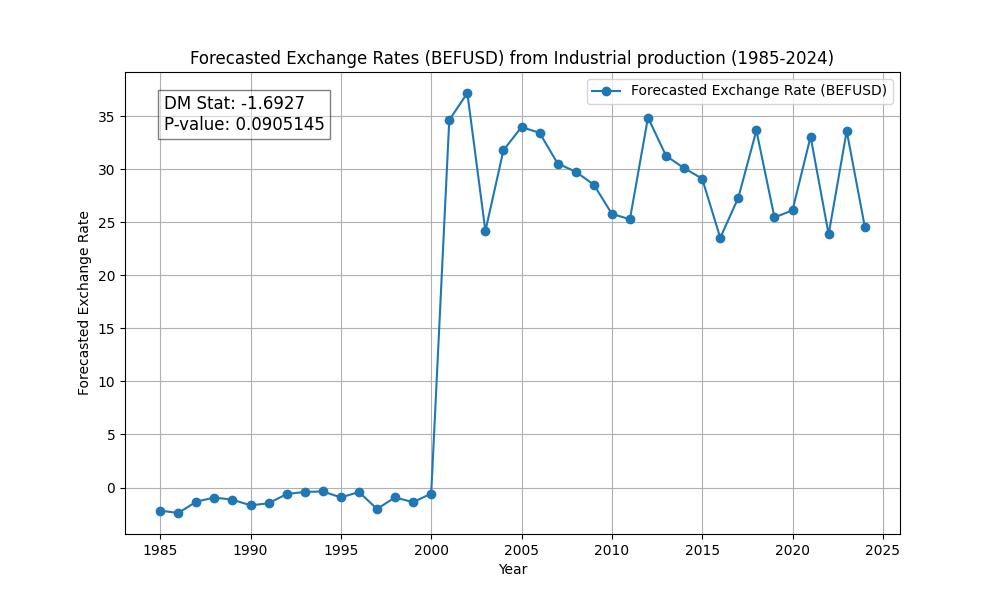 Forecasted Exchange Rates (BEFUSD) from Industrial production (1985-2024)
DM Stat: -1.6927
P-value: 0.0905145
Forecasted Exchange Rate (BEFUSD)
Forecasted Exchange Rate
35
30
25
20
15
10
5
0
1985
1990
1995
2000
2005
2010
2015
2020
2025
Year